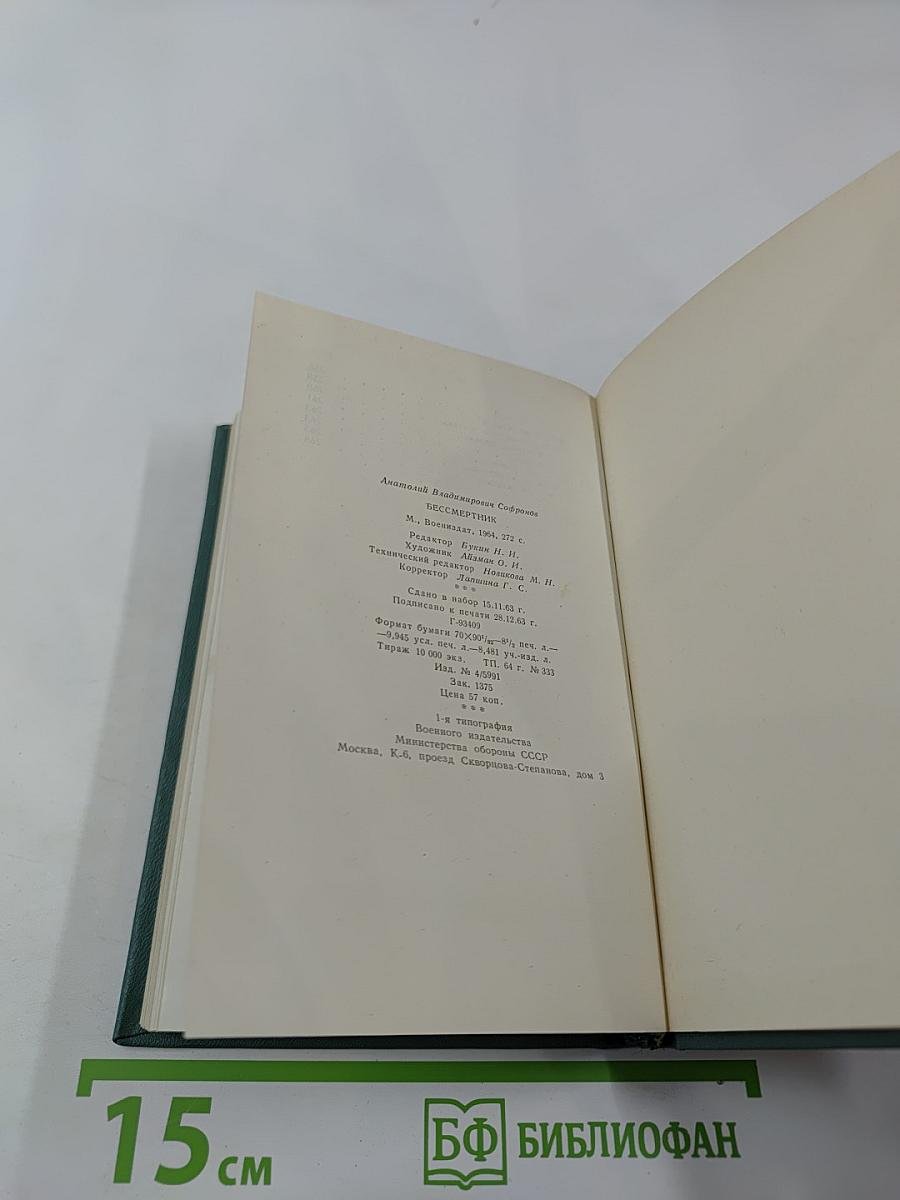 Анатолий Владимирович Софронов
БЕССМЕРТНИК
М., Воениздат, 1964, 272 с.
Редактор Букин Н. И.
Художник Айзман О. И.
Технический редактор Новикова М. Н.
Корректор Лапшина Г. С.
* * *
Сдано в набор 15.11.63 г.
Подписано к печати 28.12.63 г.
Г-93409
Формат бумаги 70×90¹/₃₂—8¹/₂ печ. л.—
—9,945 усл. печ. л.—8,481 уч.-изд. л.
Тираж 10 000 экз. ТП. 64 г. № 333
Изд. № 4/5991
Зак. 1375
Цена 57 коп.
* * *
1-я типография
Военного издательства
Министерства обороны СССР
Москва, К-6, проезд Скворцова-Степанова, дом 3
15 см
БФ БИБЛИОФАН